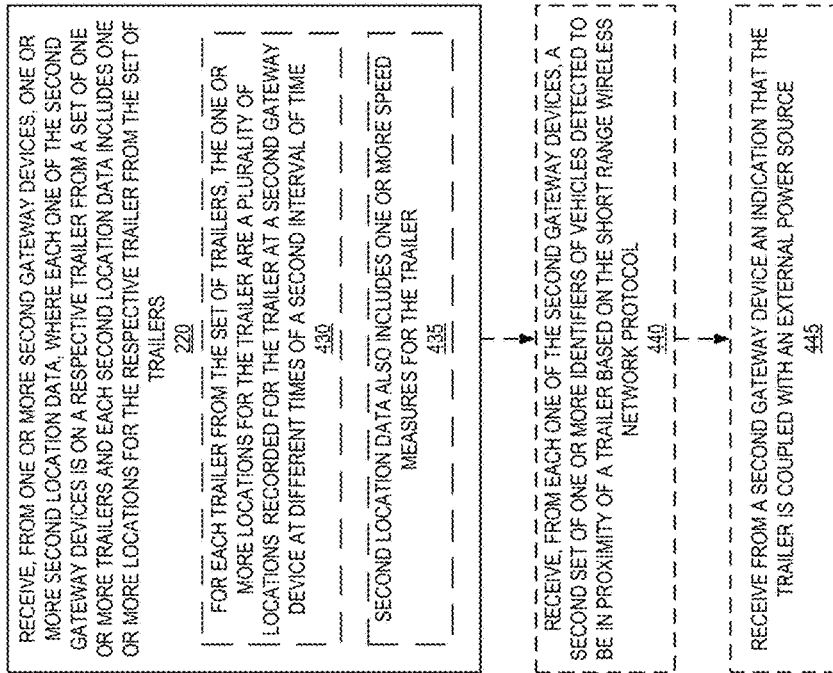 RECEIVE, FROM ONE OR MORE SECOND GATEWAY DEVICES, ONE OR
MORE SECOND LOCATION DATA, WHERE EACH ONE OF THE SECOND
GATEWAY DEVICES IS ON A RESPECTIVE TRAILER FROM A SET OF ONE
OR MORE TRAILERS AND EACH SECOND LOCATION DATA INCLUDES ONE
OR MORE LOCATIONS FOR THE RESPECTIVE TRAILER FROM THE SET OF
TRAILERS
220
FOR EACH TRAILER FROM THE SET OF TRAILERS, THE ONE OR
MORE LOCATIONS FOR THE TRAILER ARE A PLURALITY OF
LOCATIONS RECORDED FOR THE TRAILER AT A SECOND GATEWAY
DEVICE AT DIFFERENT TIMES OF A SECOND INTERVAL OF TIME
430
SECOND LOCATION DATA ALSO INCLUDES ONE OR MORE SPEED
MEASURES FOR THE TRAILER
435
RECEIVE, FROM EACH ONE OF THE SECOND GATEWAY DEVICES, A
SECOND SET OF ONE OR MORE IDENTIFIERS OF VEHICLES DETECTED TO
BE IN PROXIMITY OF A TRAILER BASED ON THE SHORT RANGE WIRELESS
NETWORK PROTOCOL
440
RECEIVE FROM A SECOND GATEWAY DEVICE AN INDICATION THAT THE
TRAILER IS COUPLED WITH AN EXTERNAL POWER SOURCE
445